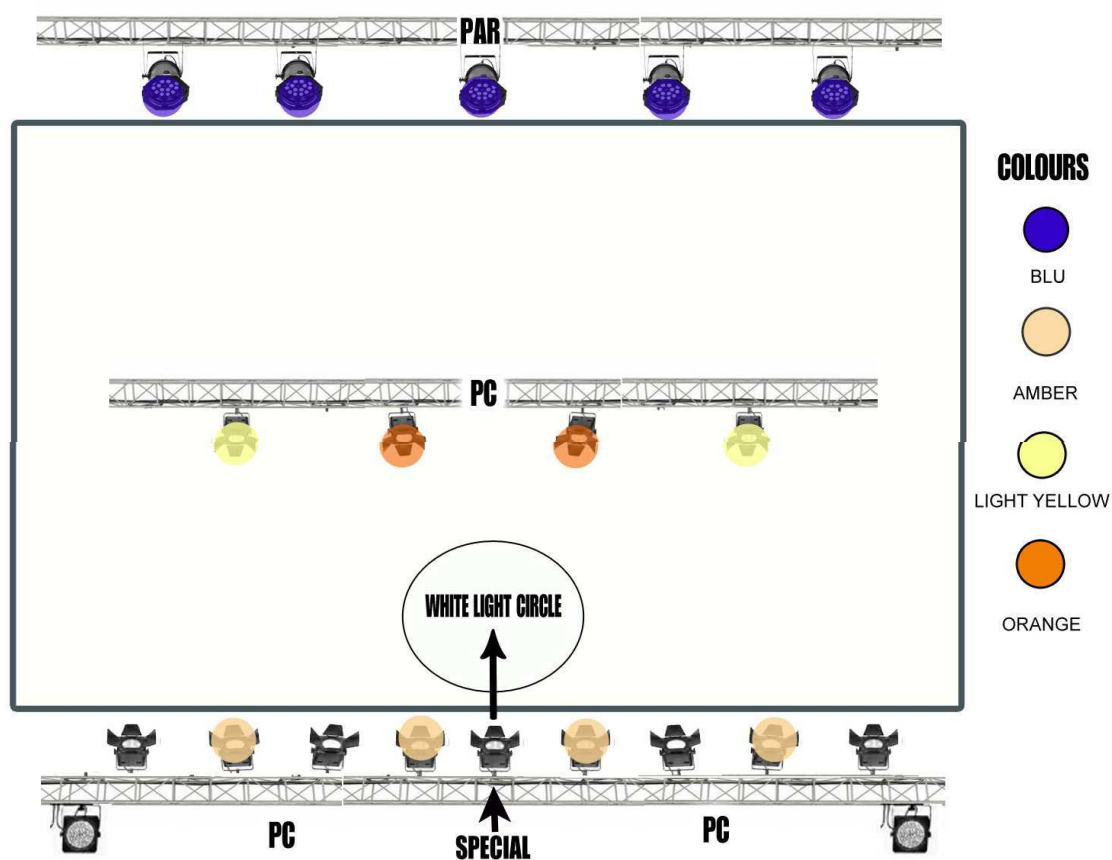 PAR
COLOURS
BLU
AMBER
PC
LIGHT YELLOW
WHITE LIGHT CIRCLE
ORANGE
PC
PC
SPECIAL